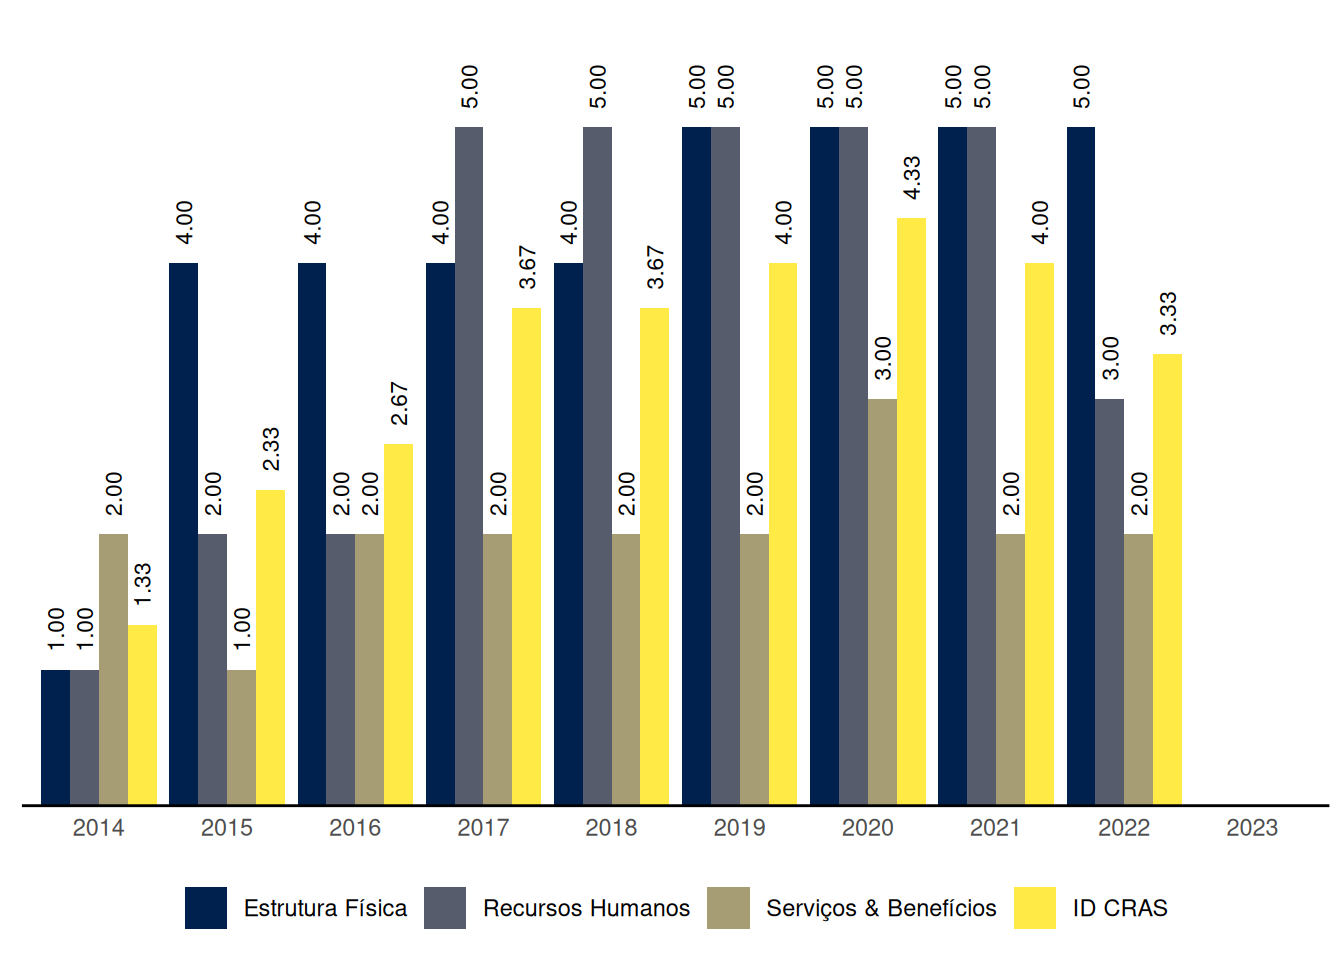 5.00 5.00 5.00 5.00 5.00 5.00 5.00 5.00 5.00
4.33
4.00 4.00 4.00 4.00 4.00 4.00
3.67 3.67
3.33
3.00 3.00
2.67
2.33
2.00 2.00 2.00 2.00 2.00 2.00 2.00 2.00 2.00
1.33
1.00 1.00 1.00
2014 2015 2016 2017 2018 2019 2020 2021 2022 2023
Estrutura Física Recursos Humanos Serviços & Benefícios ID CRAS